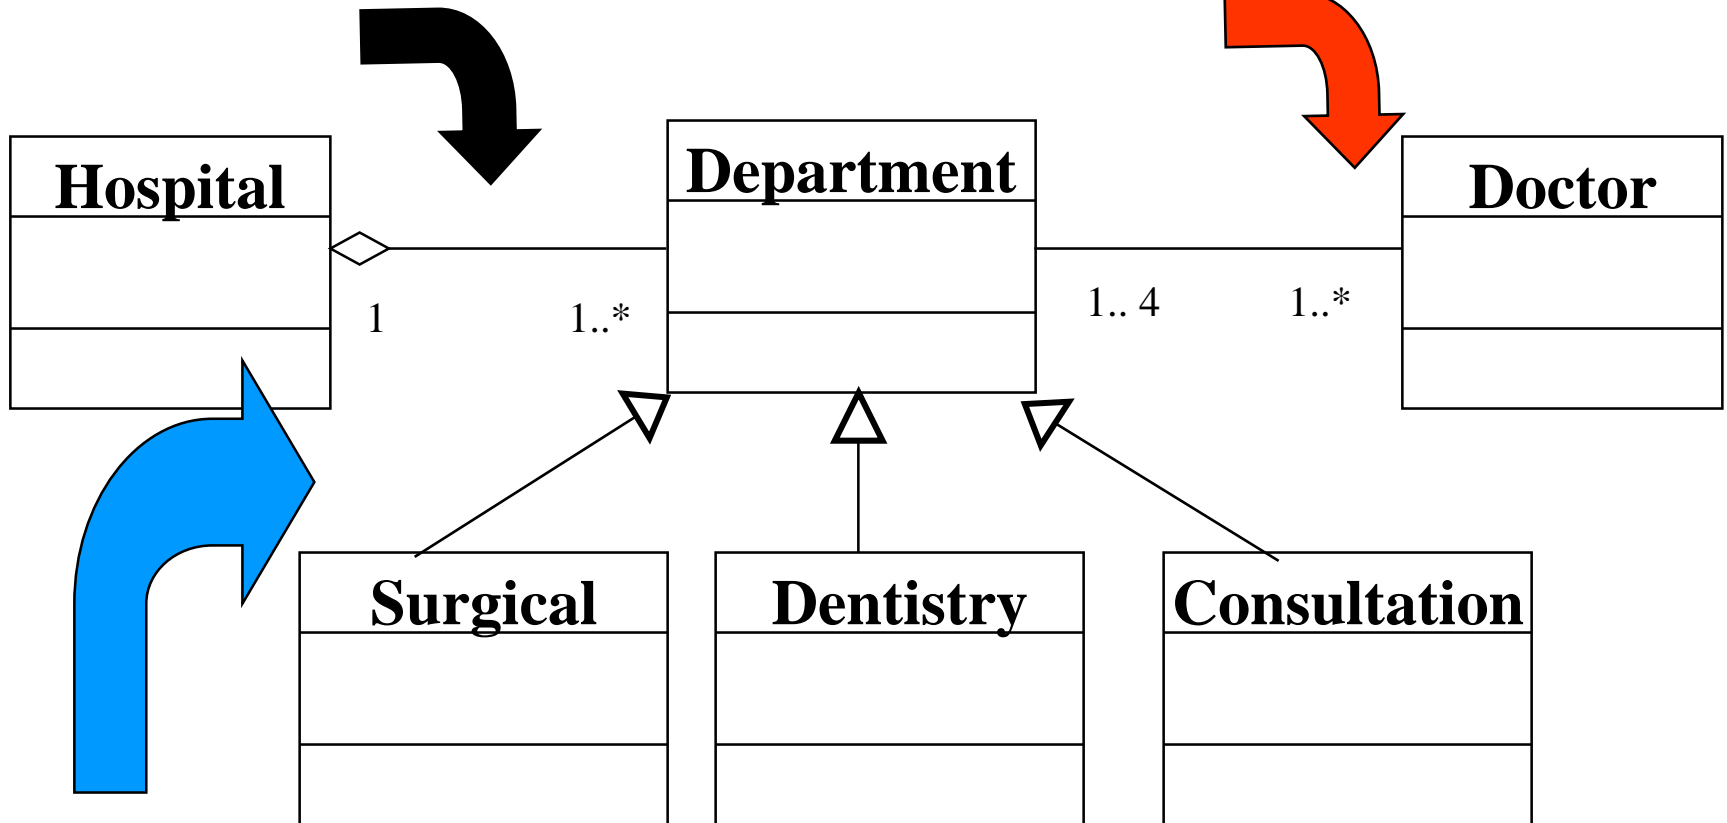 Hospital
Department
Doctor
1
1..*
1.. 4
1..*
Surgical
Dentistry
Consultation